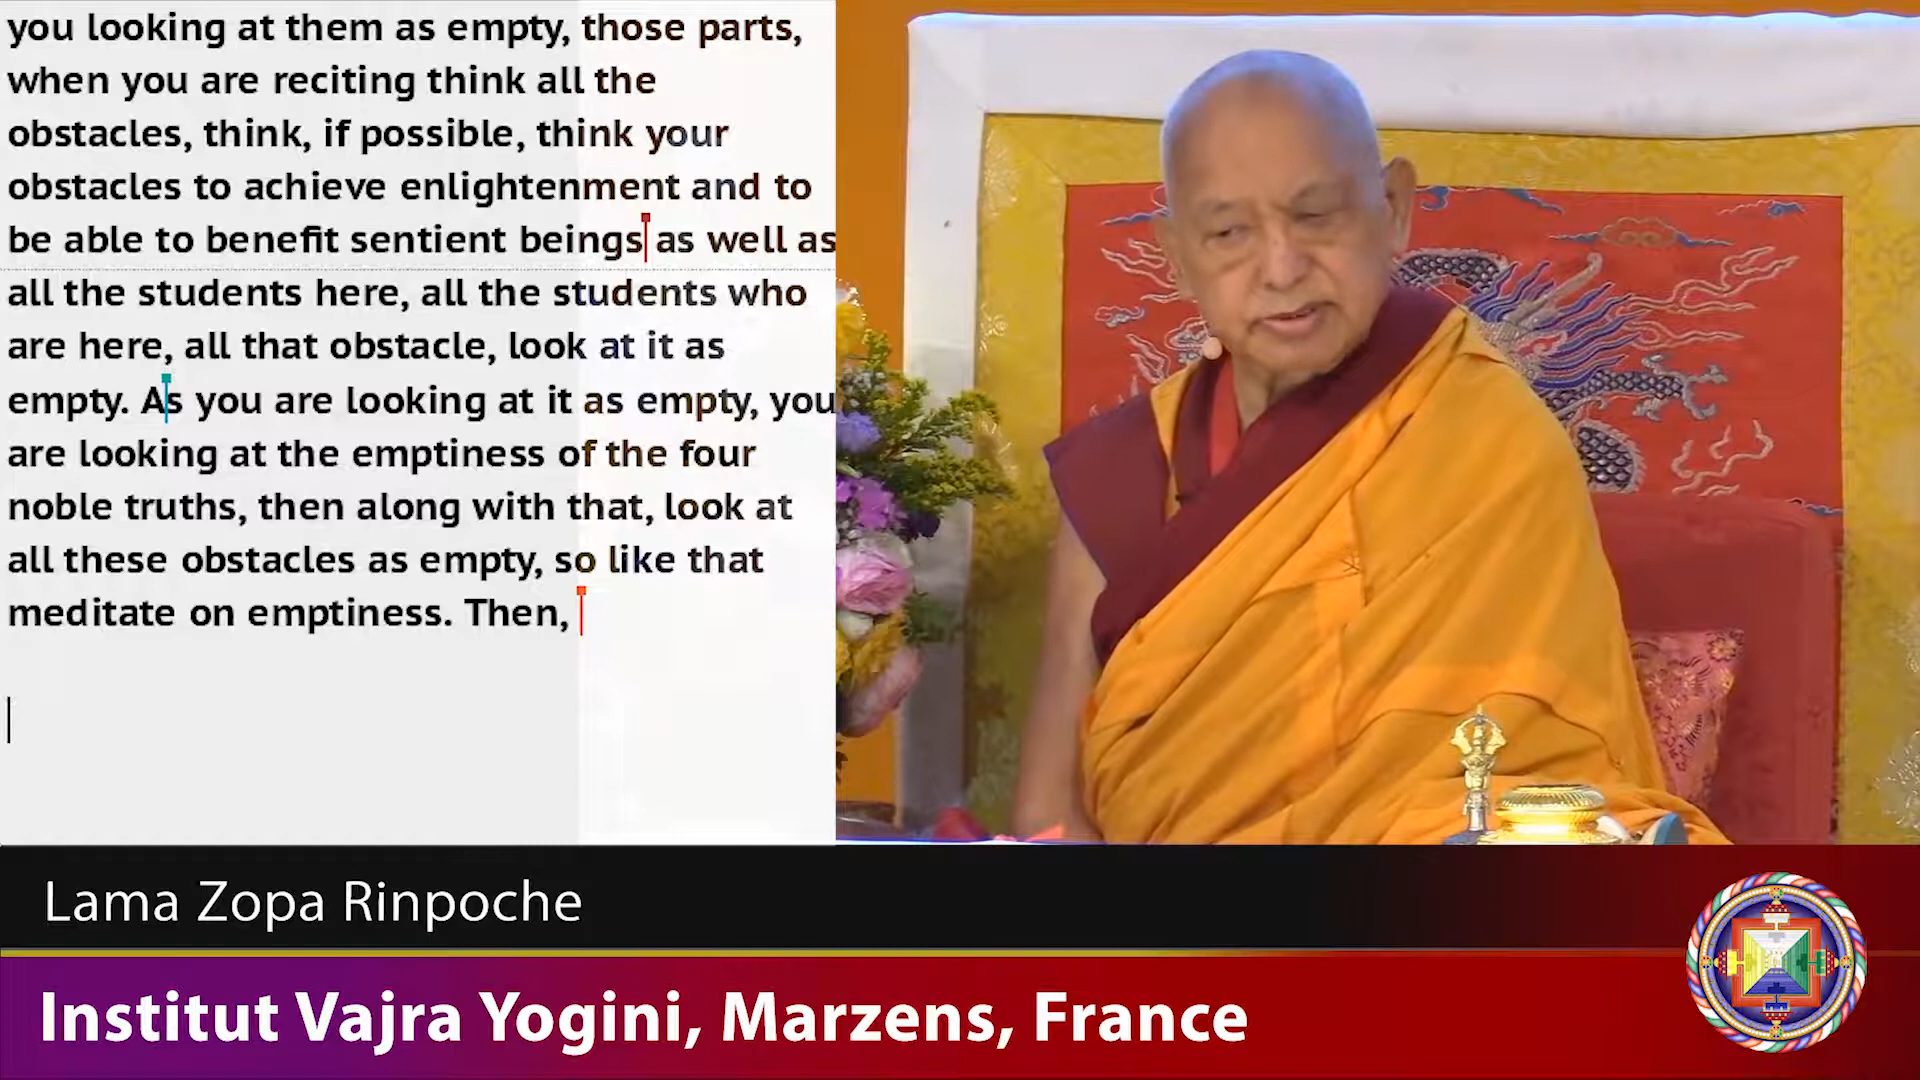 you looking at them as empty, those parts,
when you are reciting think all the
obstacles, think, if possible, think your
obstacles to achieve enlightenment and to
be able to benefit sentient beings as well as
all the students here, all the students who
are here, all that obstacle, look at it as
empty. As you are looking at it as empty, you
are looking at the emptiness of the four
noble truths, then along with that, look at
all these obstacles as empty, so like that
meditate on emptiness. Then,
Lama Zopa Rinpoche
Institut Vajra Yogini, Marzens, France